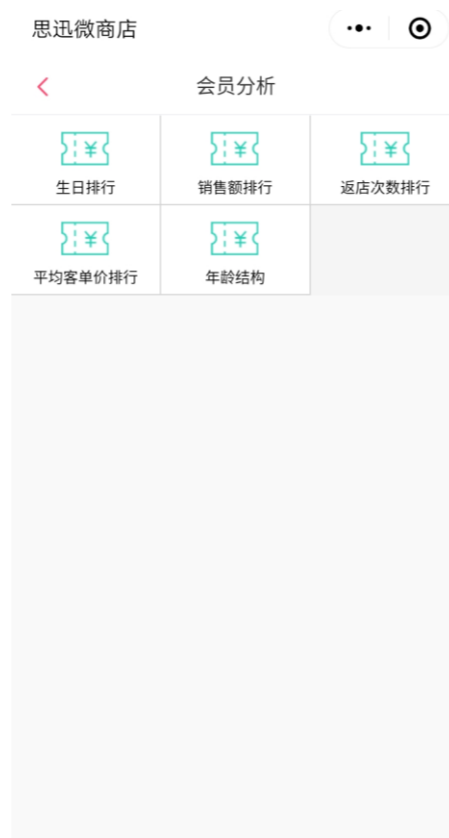 思迅微商店
会员分析
生日排行
销售额排行
返店次数排行
平均客单价排行
年龄结构